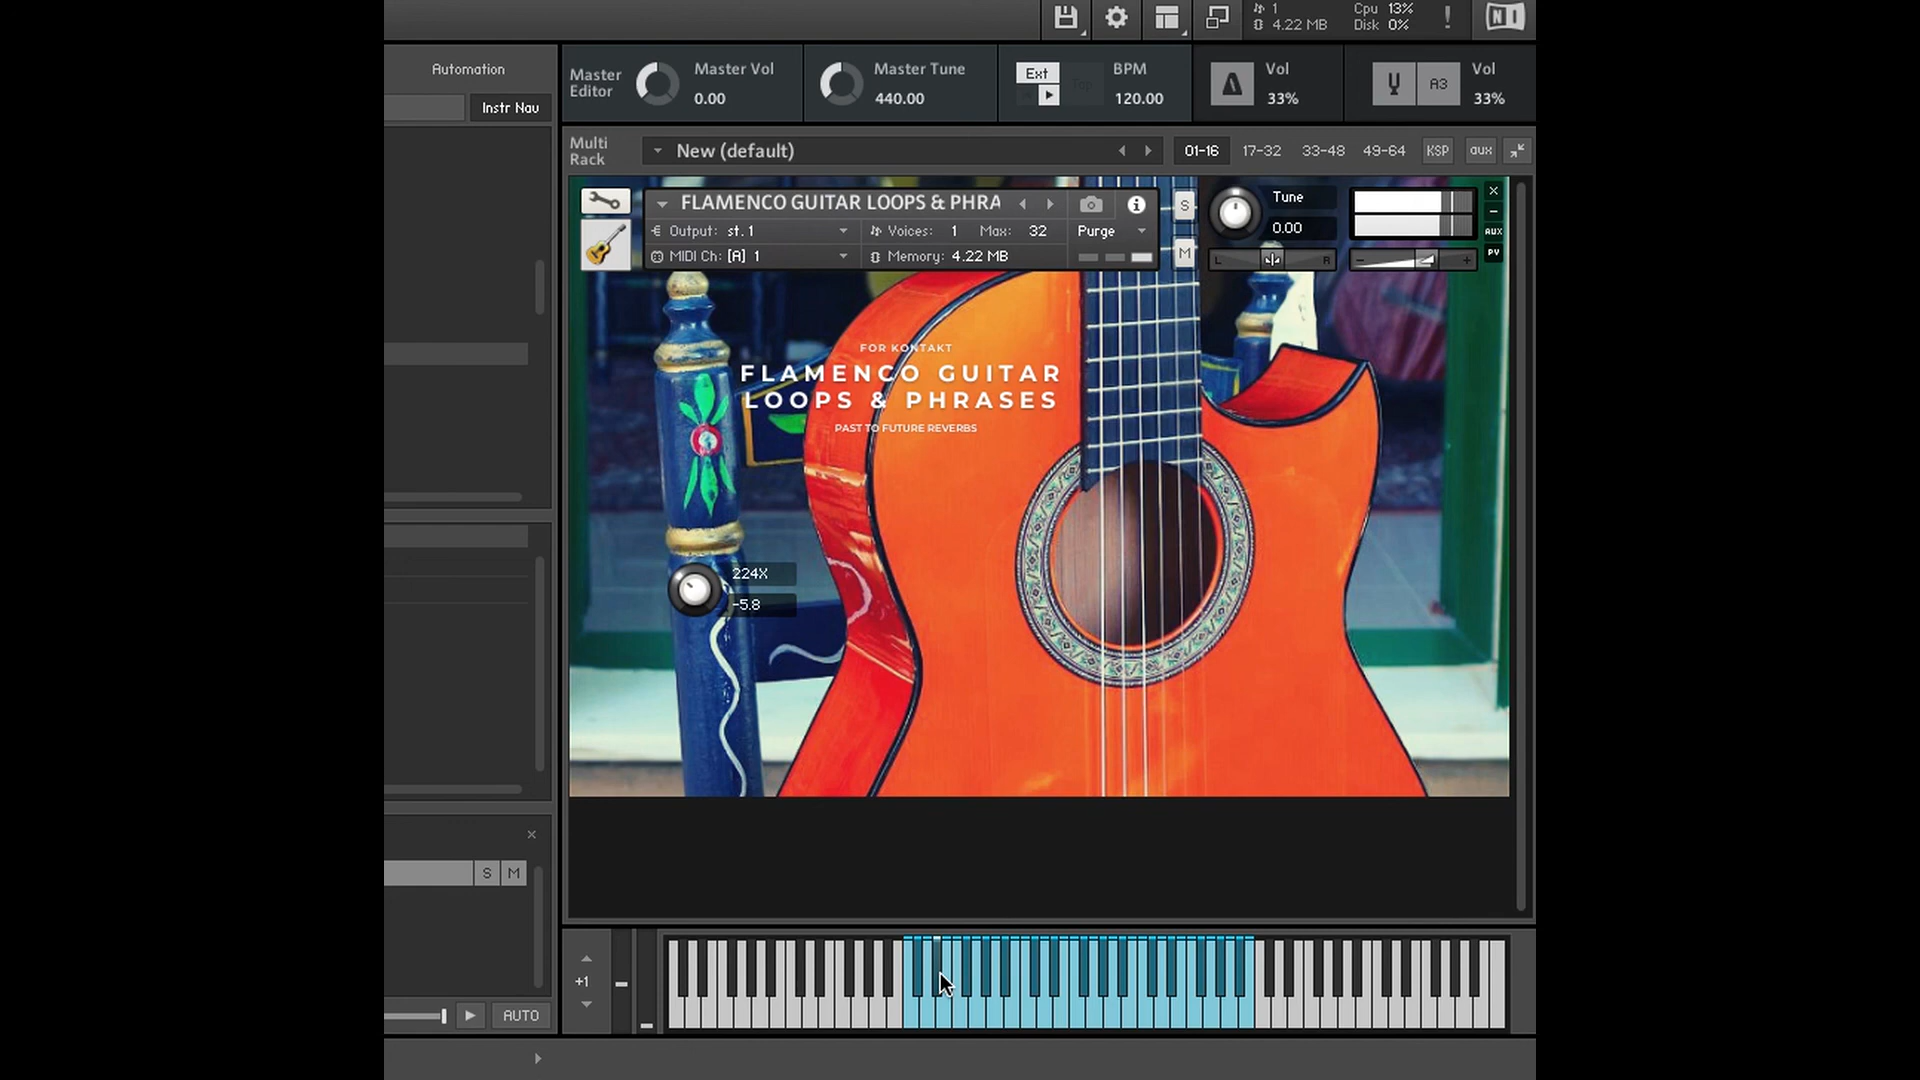 1
4.22 MB
Cpu 13%
Disk 0%
!
NI
Automation
Instr Nav
Master
Editor
Master Vol
0.00
Master Tune
440.00
Ext
BPM
120.00
Vol
33%
A3
Vol
33%
Multi
Rack
New (default)
01-16
17-32
33-48
49-64
KSP
aux
FLAMENCO GUITAR LOOPS & PHRA
Output: st.1
Voices: 1 Max: 32
Purge
MIDI Ch: [A] 1
Memory: 4.22 MB
S
M
Tune
0.00
L
R
AUX
PV
FOR KONTAKT
FLAMENCO GUITAR
LOOPS & PHRASES
PAST TO FUTURE REVERBS
224X
-5.8
S
M
+1
AUTO